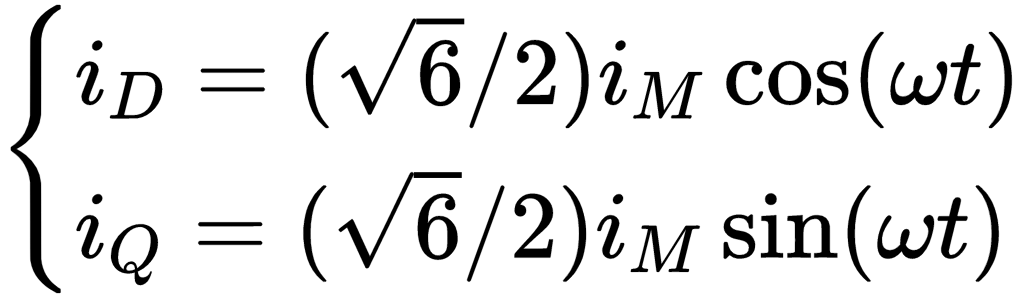 i_D = (√6/2)i_M cos(ωt)
i_Q = (√6/2)i_M sin(ωt)